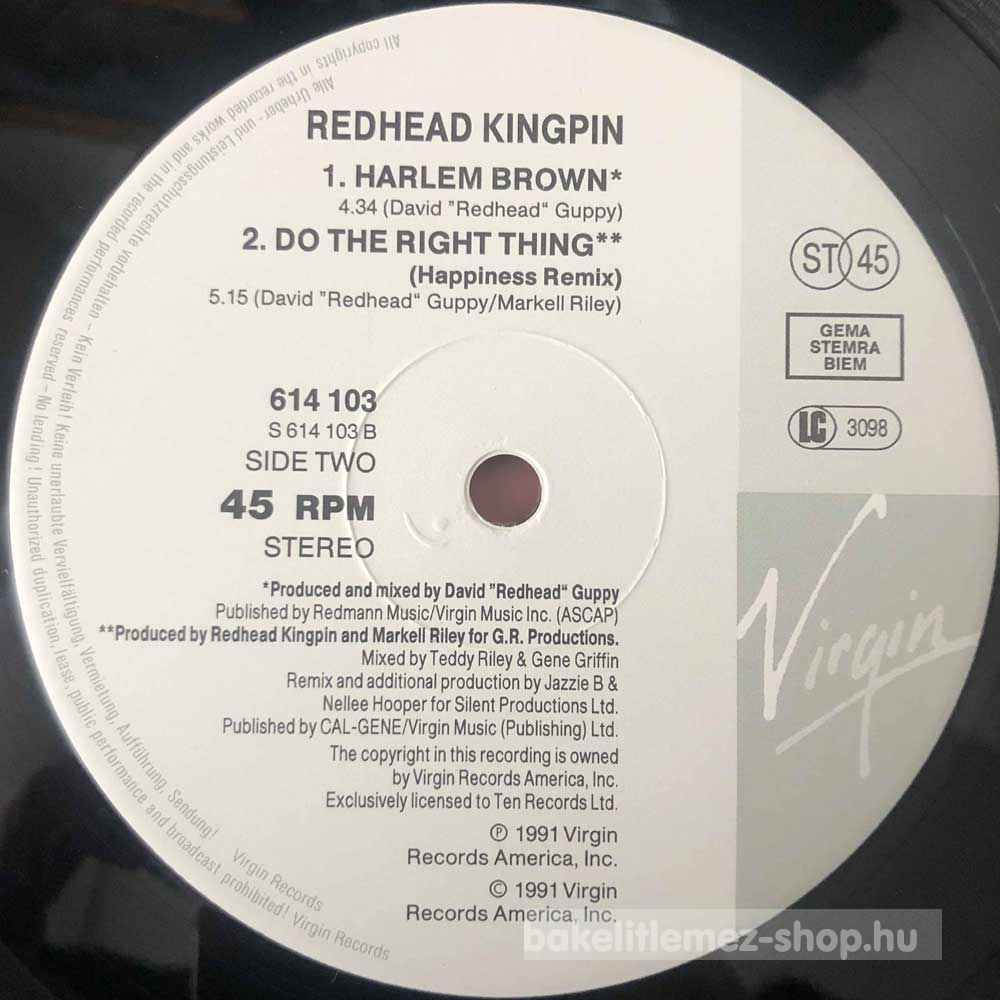 REDHEAD KINGPIN
1. HARLEM BROWN*
4.34 (David "Redhead“ Guppy)
2. DO THE RIGHT THING**
(Happiness Remix)
5.15 (David "Redhead“ Guppy/Markell Riley)
ST 45
GEMA
STEMRA
BIEM
LC 3098
614 103
S 614 103 B
SIDE TWO
45 RPM
STEREO
*Produced and mixed by David "Redhead“ Guppy
Published by Redmann Music/Virgin Music Inc. (ASCAP)
**Produced by Redhead Kingpin and Markell Riley for G.R. Productions.
Mixed by Teddy Riley & Gene Griffin
Remix and additional production by Jazzie B &
Nellee Hooper for Silent Productions Ltd.
Published by CAL-GENE/Virgin Music (Publishing) Ltd.
The copyright in this recording is owned
by Virgin Records America, Inc.
Exclusively licensed to Ten Records Ltd.
℗ 1991 Virgin
Records America, Inc.
© 1991 Virgin
Records America, Inc.
Virgin
Alle Urheber- und Leistungsschutzrechte vorbehalten – Kein Verleih! Keine unerlaubte Vervielfältigung, Vermietung, Aufführung, Sendung! Virgin Records
All copyrights in the recorded works and in the recorded performances reserved – No lending! Unauthorized duplication, lease, public performance and broadcast prohibited! Virgin Records
bakelitlemez-shop.hu